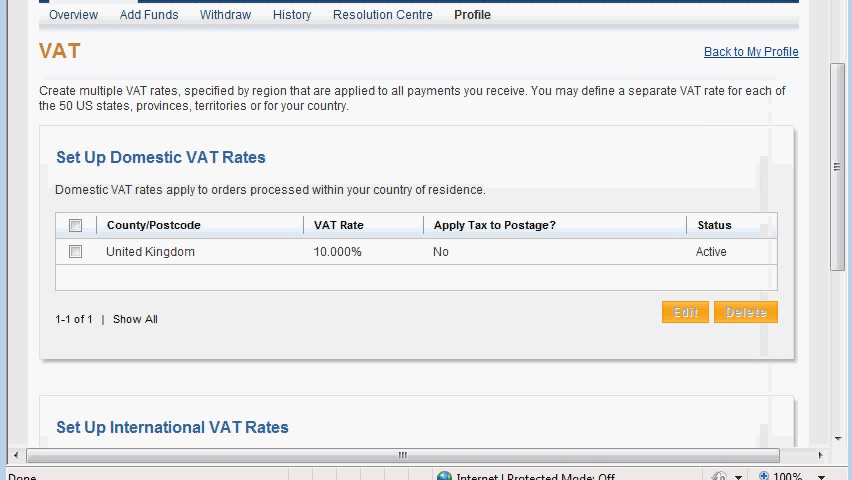 Overview Add Funds Withdraw History Resolution Centre Profile
VAT
Back to My Profile
Create multiple VAT rates, specified by region that are applied to all payments you receive. You may define a separate VAT rate for each of
the 50 US states, provinces, territories or for your country.
Set Up Domestic VAT Rates
Domestic VAT rates apply to orders processed within your country of residence.
County/Postcode VAT Rate Apply Tax to Postage? Status
United Kingdom 10.000% No Active
1-1 of 1 | Show All
Edit Delete
Set Up International VAT Rates
Done Internet | Protected Mode: Off 100%